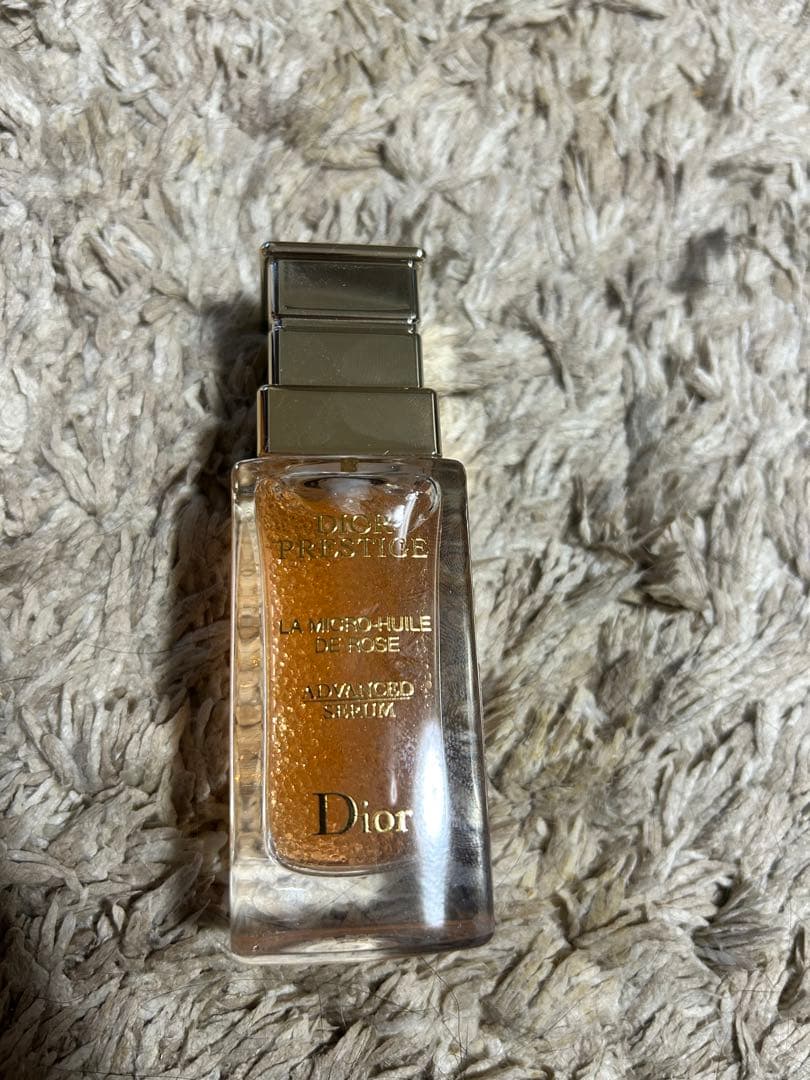 DIOR
PRESTIGE
LA MICRO-HUILE
DE ROSE
ADVANCED
SERUM
Dior